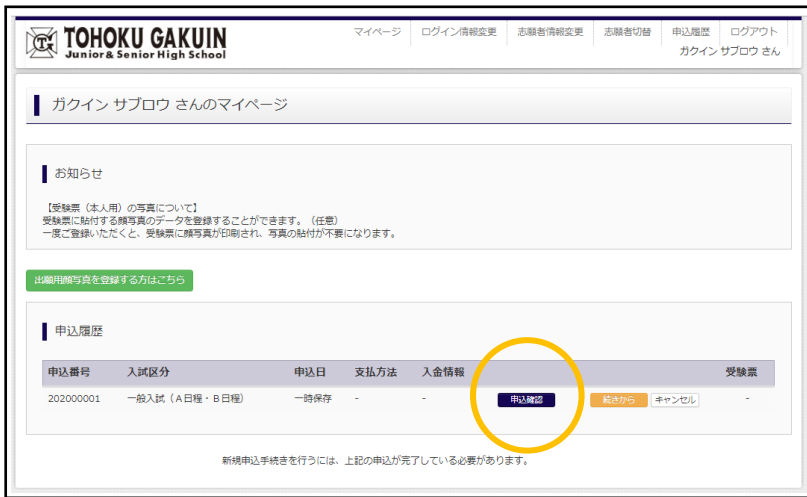 TOHOKU GAKUIN
Junior & Senior High School
マイページ ログイン情報変更 志願者情報変更 志願者切替 申込履歴 ログアウト
ガクイン サブロウ さん
ガクイン サブロウ さんのマイページ
お知らせ
【受験票（本人用）の写真について】
受験票に貼付する顔写真のデータを登録することができます。（任意）
一度ご登録いただくと、受験票に顔写真が印刷され、写真の貼付が不要になります。
出願用顔写真を登録する方はこちら
申込履歴
申込番号 入試区分 申込日 支払方法 入金情報 受験票
202000001 一般入試（A日程・B日程） 一時保存 - - 申込確認 続きから キャンセル -
新規申込手続きを行うには、上記の申込が完了している必要があります。